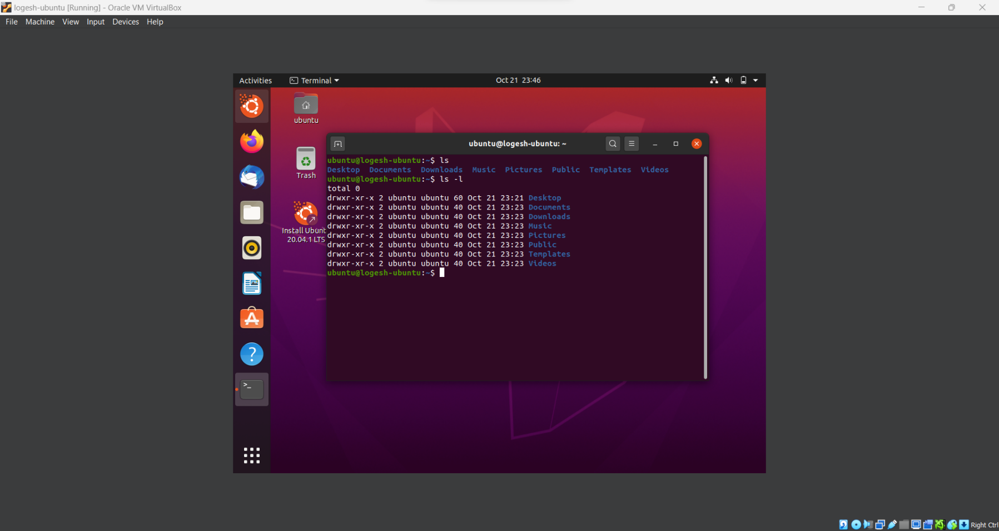 logesh-ubuntu [Running] - Oracle VM VirtualBox
File Machine View Input Devices Help
Activities Terminal Oct 21 23:46
ubuntu
Trash
Install Ubunt
20.04.1 LTS
ubuntu@logesh-ubuntu: ~
ubuntu@logesh-ubuntu:~$ ls
Desktop Documents Downloads Music Pictures Public Templates Videos
ubuntu@logesh-ubuntu:~$ ls -l
total 0
drwxr-xr-x 2 ubuntu ubuntu 60 Oct 21 23:21 Desktop
drwxr-xr-x 2 ubuntu ubuntu 40 Oct 21 23:23 Documents
drwxr-xr-x 2 ubuntu ubuntu 40 Oct 21 23:23 Downloads
drwxr-xr-x 2 ubuntu ubuntu 40 Oct 21 23:23 Music
drwxr-xr-x 2 ubuntu ubuntu 40 Oct 21 23:23 Pictures
drwxr-xr-x 2 ubuntu ubuntu 40 Oct 21 23:23 Public
drwxr-xr-x 2 ubuntu ubuntu 40 Oct 21 23:23 Templates
drwxr-xr-x 2 ubuntu ubuntu 40 Oct 21 23:23 Videos
ubuntu@logesh-ubuntu:~$
Right Ctrl